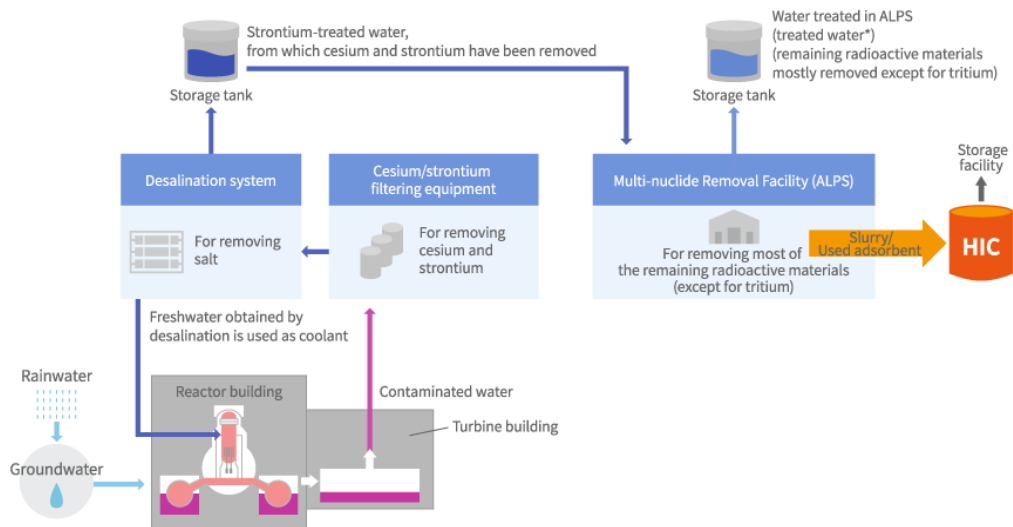 Strontium-treated water,
from which cesium and strontium have been removed
Storage tank
Water treated in ALPS
(treated water*)
(remaining radioactive materials
mostly removed except for tritium)
Storage tank
Desalination system
For removing
salt
Cesium/strontium
filtering equipment
For removing
cesium and
strontium
Multi-nuclide Removal Facility (ALPS)
For removing most of
the remaining radioactive materials
(except for tritium)
Slurry/
Used adsorbent
Storage
facility
HIC
Freshwater obtained by
desalination is used as coolant
Rainwater
Groundwater
Reactor building
Contaminated water
Turbine building